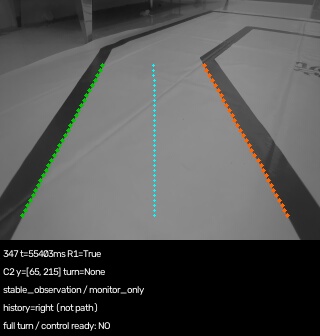 347 t=55403ms R1=True
C2 y=[65, 215] turn=None
stable_observation / monitor_only
history=right (not path)
full turn / control ready: NO